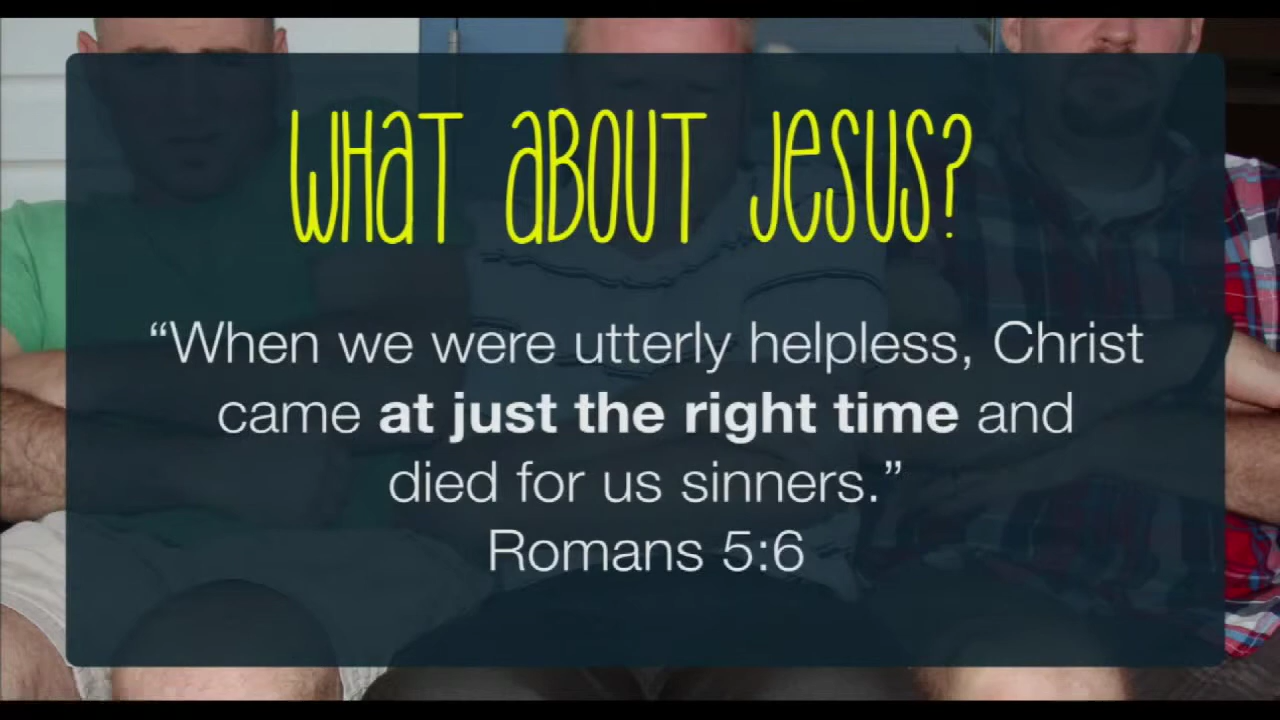 WHaT aBOUT JeSUS?
“When we were utterly helpless, Christ
came at just the right time and
died for us sinners.”
Romans 5:6